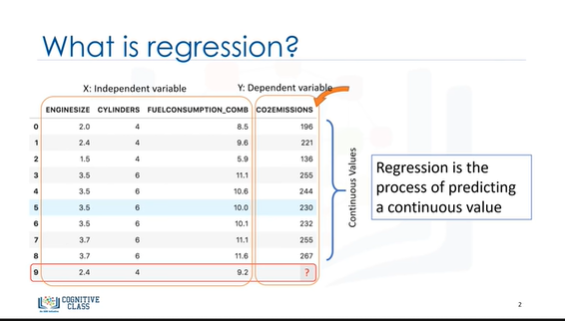 What is regression?
X: Independent variable Y: Dependent variable
ENGINESIZE CYLINDERS FUELCONSUMPTION_COMB CO2EMISSIONS
0 2.0 4 8.5 196
1 2.4 4 9.6 221
2 1.5 4 5.9 136
3 3.5 6 11.1 255
4 3.5 6 10.6 244
5 3.5 6 10.0 230
6 3.5 6 10.1 232
7 3.7 6 11.1 255
8 3.7 6 11.6 267
9 2.4 4 9.2 ?
Continuous Values
Regression is the
process of predicting
a continuous value
COGNITIVE
CLASS
2